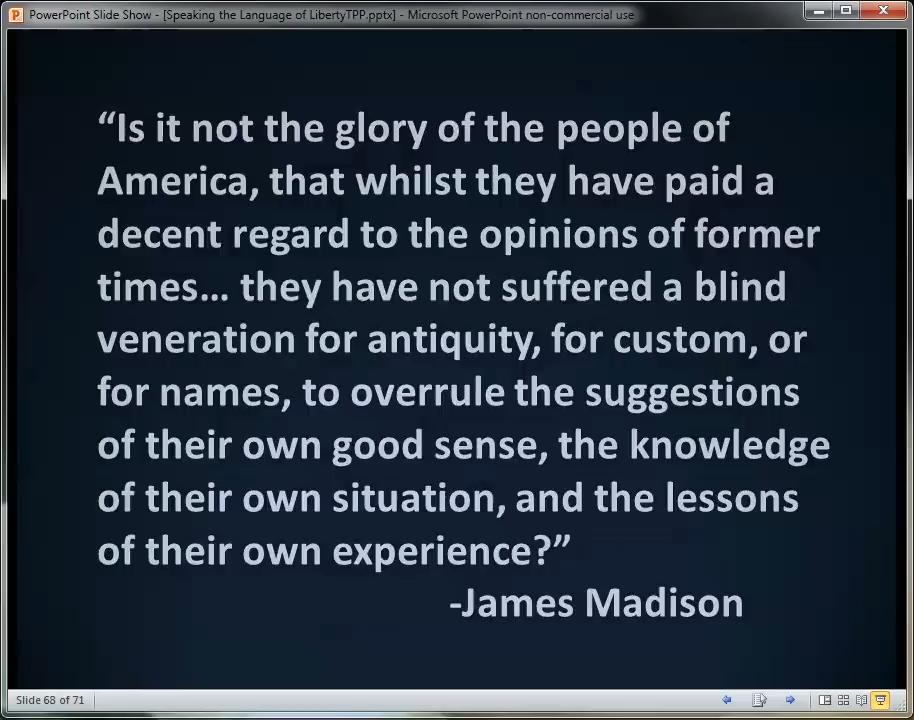 PowerPoint Slide Show - [Speaking the Language of LibertyTPP.pptx] - Microsoft PowerPoint non-commercial use
“Is it not the glory of the people of
America, that whilst they have paid a
decent regard to the opinions of former
times... they have not suffered a blind
veneration for antiquity, for custom, or
for names, to overrule the suggestions
of their own good sense, the knowledge
of their own situation, and the lessons
of their own experience?”
-James Madison
Slide 68 of 71